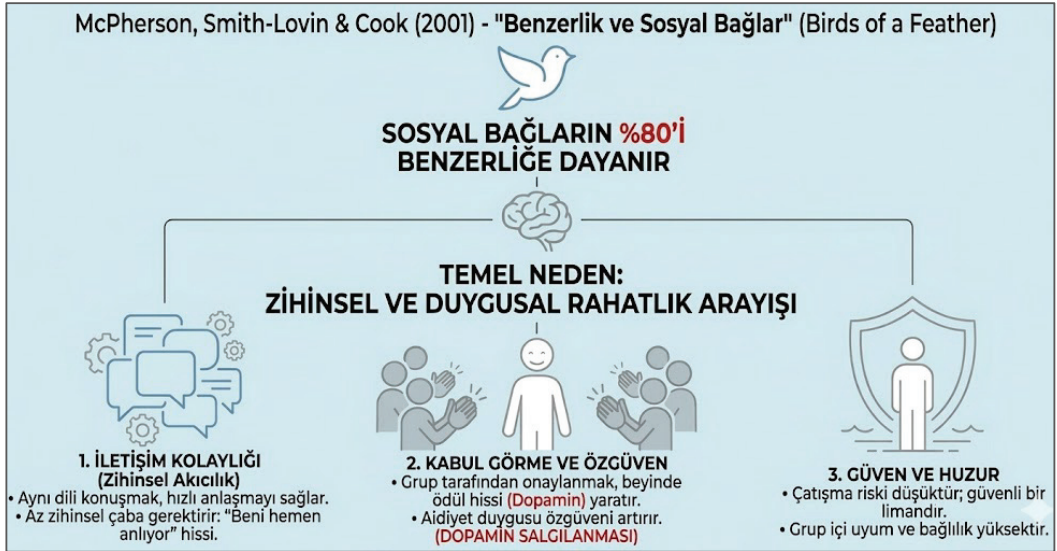 McPherson, Smith-Lovin & Cook (2001) - "Benzerlik ve Sosyal Bağlar" (Birds of a Feather)
SOSYAL BAĞLARIN %80'İ
BENZERLİĞE DAYANIR
TEMEL NEDEN:
ZİHİNSEL VE DUYGUSAL RAHATLIK ARAYIŞI
1. İLETİŞİM KOLAYLIĞI
(Zihinsel Akıcılık)
• Aynı dili konuşmak, hızlı anlaşmayı sağlar.
• Az zihinsel çaba gerektirir: "Beni hemen
anlıyor" hissi.
2. KABUL GÖRME VE ÖZGÜVEN
• Grup tarafından onaylanmak, beyinde
ödül hissi (Dopamin) yaratır.
• Aidiyet duygusu özgüveni artırır.
(DOPAMİN SALGILANMASI)
3. GÜVEN VE HUZUR
• Çatışma riski düşüktür; güvenli bir
limandır.
• Grup içi uyum ve bağlılık yüksektir.